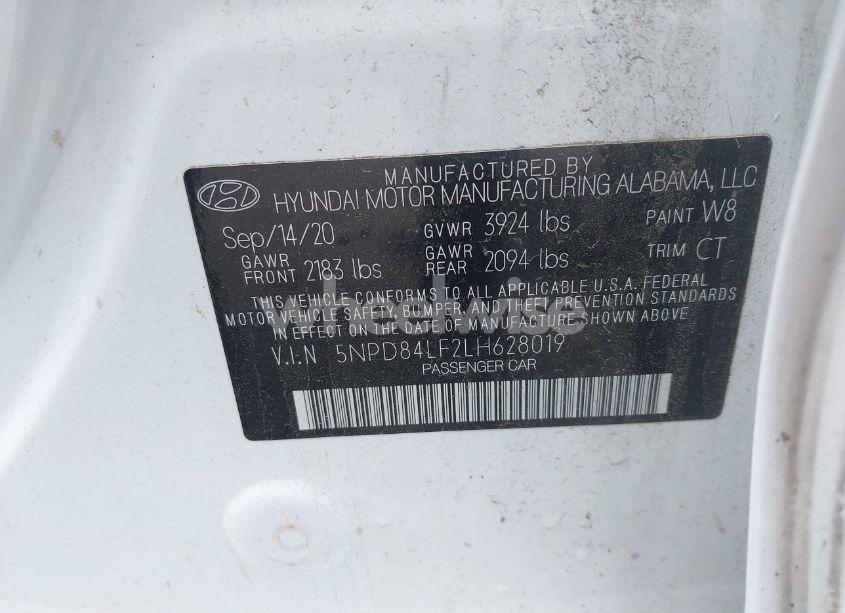 MANUFACTURED BY
HYUNDAI MOTOR MANUFACTURING ALABAMA, LLC
Sep/14/20 GVWR 3924 lbs PAINT W8
GAWR FRONT 2183 lbs GAWR REAR 2094 lbs TRIM CT
THIS VEHICLE CONFORMS TO ALL APPLICABLE U.S.A. FEDERAL
MOTOR VEHICLE SAFETY, BUMPER, AND THEFT PREVENTION STANDARDS
IN EFFECT ON THE DATE OF MANUFACTURE SHOWN ABOVE
V.I.N 5NPD84LF2LH628019
PASSENGER CAR
wheelwise